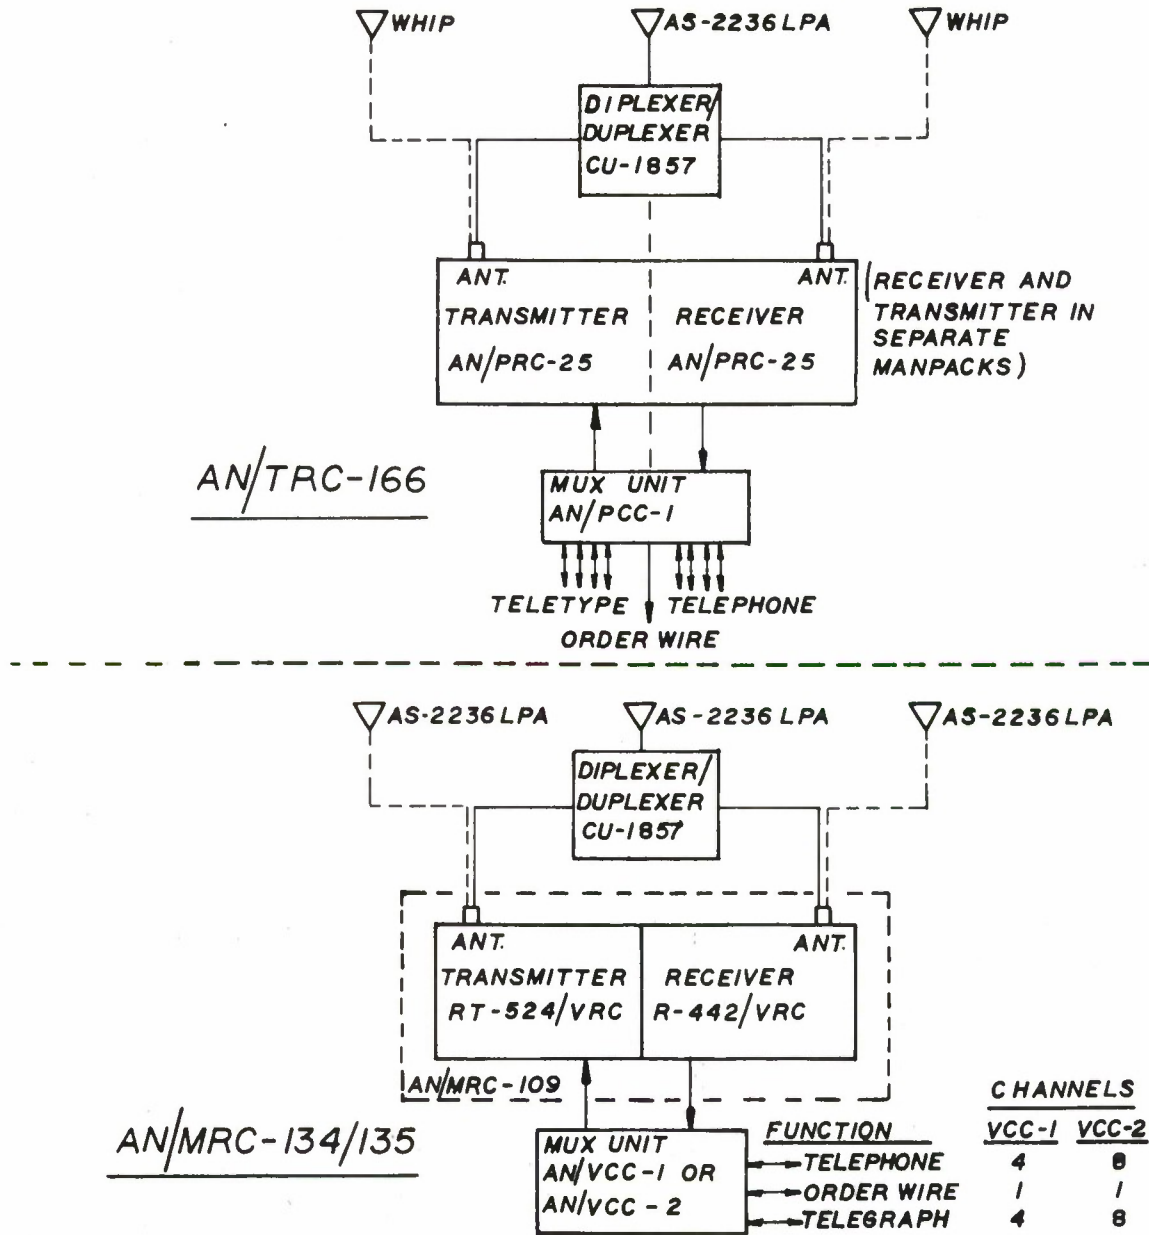 WHIP
AS-2236 LPA
WHIP
DIPLEXER/
DUPLEXER
CU-1857
ANT.
ANT.
TRANSMITTER
AN/PRC-25
RECEIVER
AN/PRC-25
(RECEIVER AND
TRANSMITTER IN
SEPARATE
MANPACKS)
AN/TRC-166
MUX UNIT
AN/PCC-1
TELETYPE
TELEPHONE
ORDER WIRE
AS-2236 LPA
AS-2236 LPA
AS-2236 LPA
DIPLEXER/
DUPLEXER
CU-1857
ANT.
ANT.
TRANSMITTER
RT-524/VRC
RECEIVER
R-442/VRC
AN/MRC-109
AN/MRC-134/135
MUX UNIT
AN/VCC-1 OR
AN/VCC-2
CHANNELS
FUNCTION VCC-1 VCC-2
TELEPHONE 4 8
ORDER WIRE 1 1
TELEGRAPH 4 8